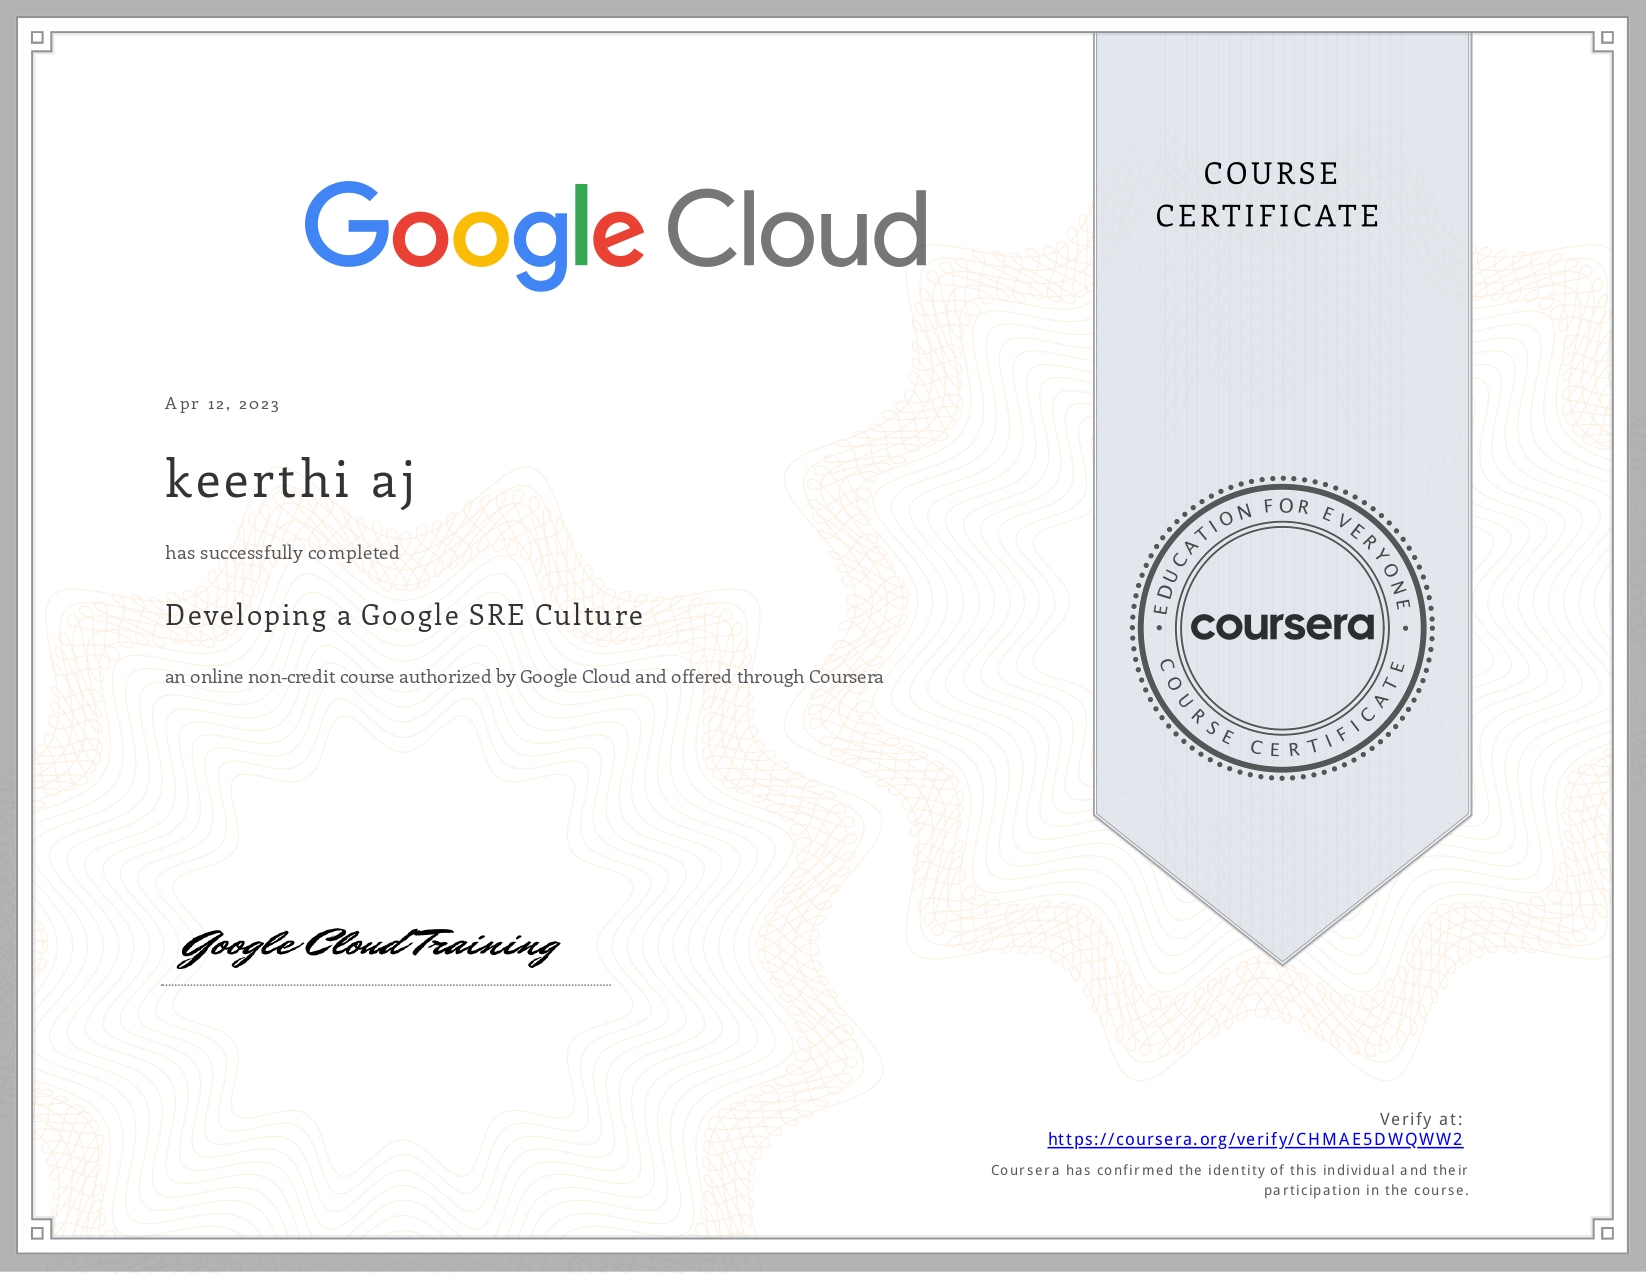 Google Cloud
COURSE
CERTIFICATE
Apr 12, 2023
keerthi aj
has successfully completed
Developing a Google SRE Culture
an online non-credit course authorized by Google Cloud and offered through Coursera
EDUCATION FOR EVERYONE
coursera
COURSE CERTIFICATE
Google Cloud Training
Verify at:
https://coursera.org/verify/CHMAE5DWQWW2
Coursera has confirmed the identity of this individual and their
participation in the course.